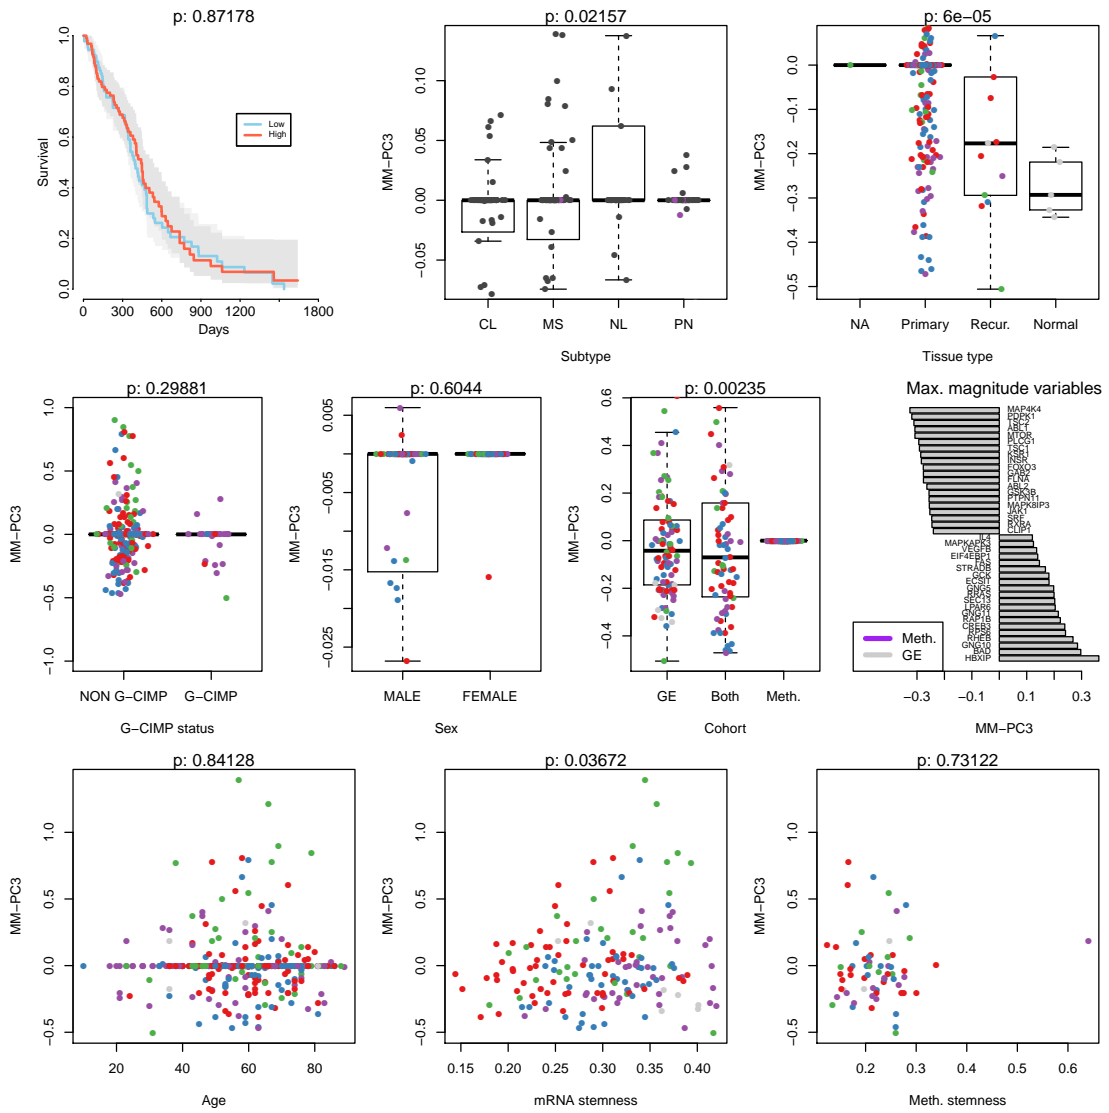 p: 0.87178
Survival
0.0
0.2
0.4
0.6
0.8
1.0
Low
High
0
300
600
900
1200
1800
Days
p: 0.02157
MM−PC3
−0.05
0.00
0.05
0.10
CL
MS
NL
PN
Subtype
p: 6e−05
MM−PC3
−0.5
−0.4
−0.3
−0.2
−0.1
0.0
NA
Primary
Recur.
Normal
Tissue type
p: 0.29881
MM−PC3
−1.0
−0.5
0.0
0.5
1.0
NON G−CIMP
G−CIMP
G−CIMP status
p: 0.6044
MM−PC3
−0.025
−0.015
−0.005
0.005
MALE
FEMALE
Sex
p: 0.00235
MM−PC3
−0.4
−0.2
0.0
0.2
0.4
0.6
GE
Both
Meth.
Cohort
Max. magnitude variables
MAP4K4
PDPK1
TSC2
ABL1
MTOR
PLCG1
TSC1
KSR1
INSR
FOXO3
GAB2
FLNA
ABL2
GSK3B
PTPN11
MAPK8IP3
JAK1
SRF
RXRA
CLIP1
IL4
MAPKAPK3
VEGFB
EIF4EBP1
FAS
STRADB
GCK
ECSIT
GNG5
RRAS
SEC13
LPAR6
GNG11
RAP1B
CREB3
RPS6
RHEB
GNG10
BAD
HBXIP
Meth.
GE
−0.3
−0.1
0.1
0.3
MM−PC3
p: 0.84128
MM−PC3
−0.5
0.0
0.5
1.0
20
40
60
80
Age
p: 0.03672
MM−PC3
−0.5
0.0
0.5
1.0
0.15
0.20
0.25
0.30
0.35
0.40
mRNA stemness
p: 0.73122
MM−PC3
−0.5
0.0
0.5
1.0
0.2
0.3
0.4
0.5
0.6
Meth. stemness